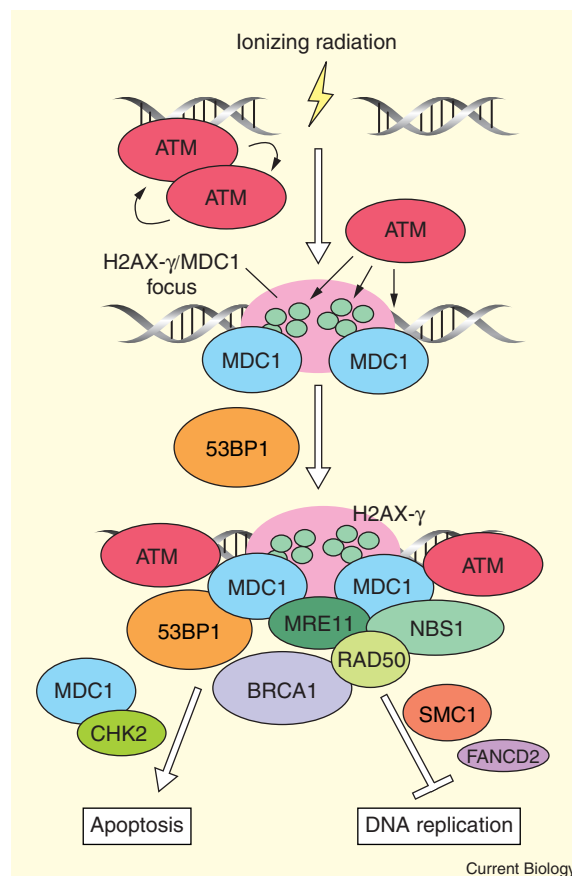 Ionizing radiation
ATM
ATM
ATM
H2AX-γ/MDC1
focus
MDC1
MDC1
53BP1
H2AX-γ
ATM
ATM
MDC1
MDC1
53BP1
MRE11
NBS1
RAD50
MDC1
BRCA1
SMC1
CHK2
FANCD2
Apoptosis
DNA replication
Current Biology